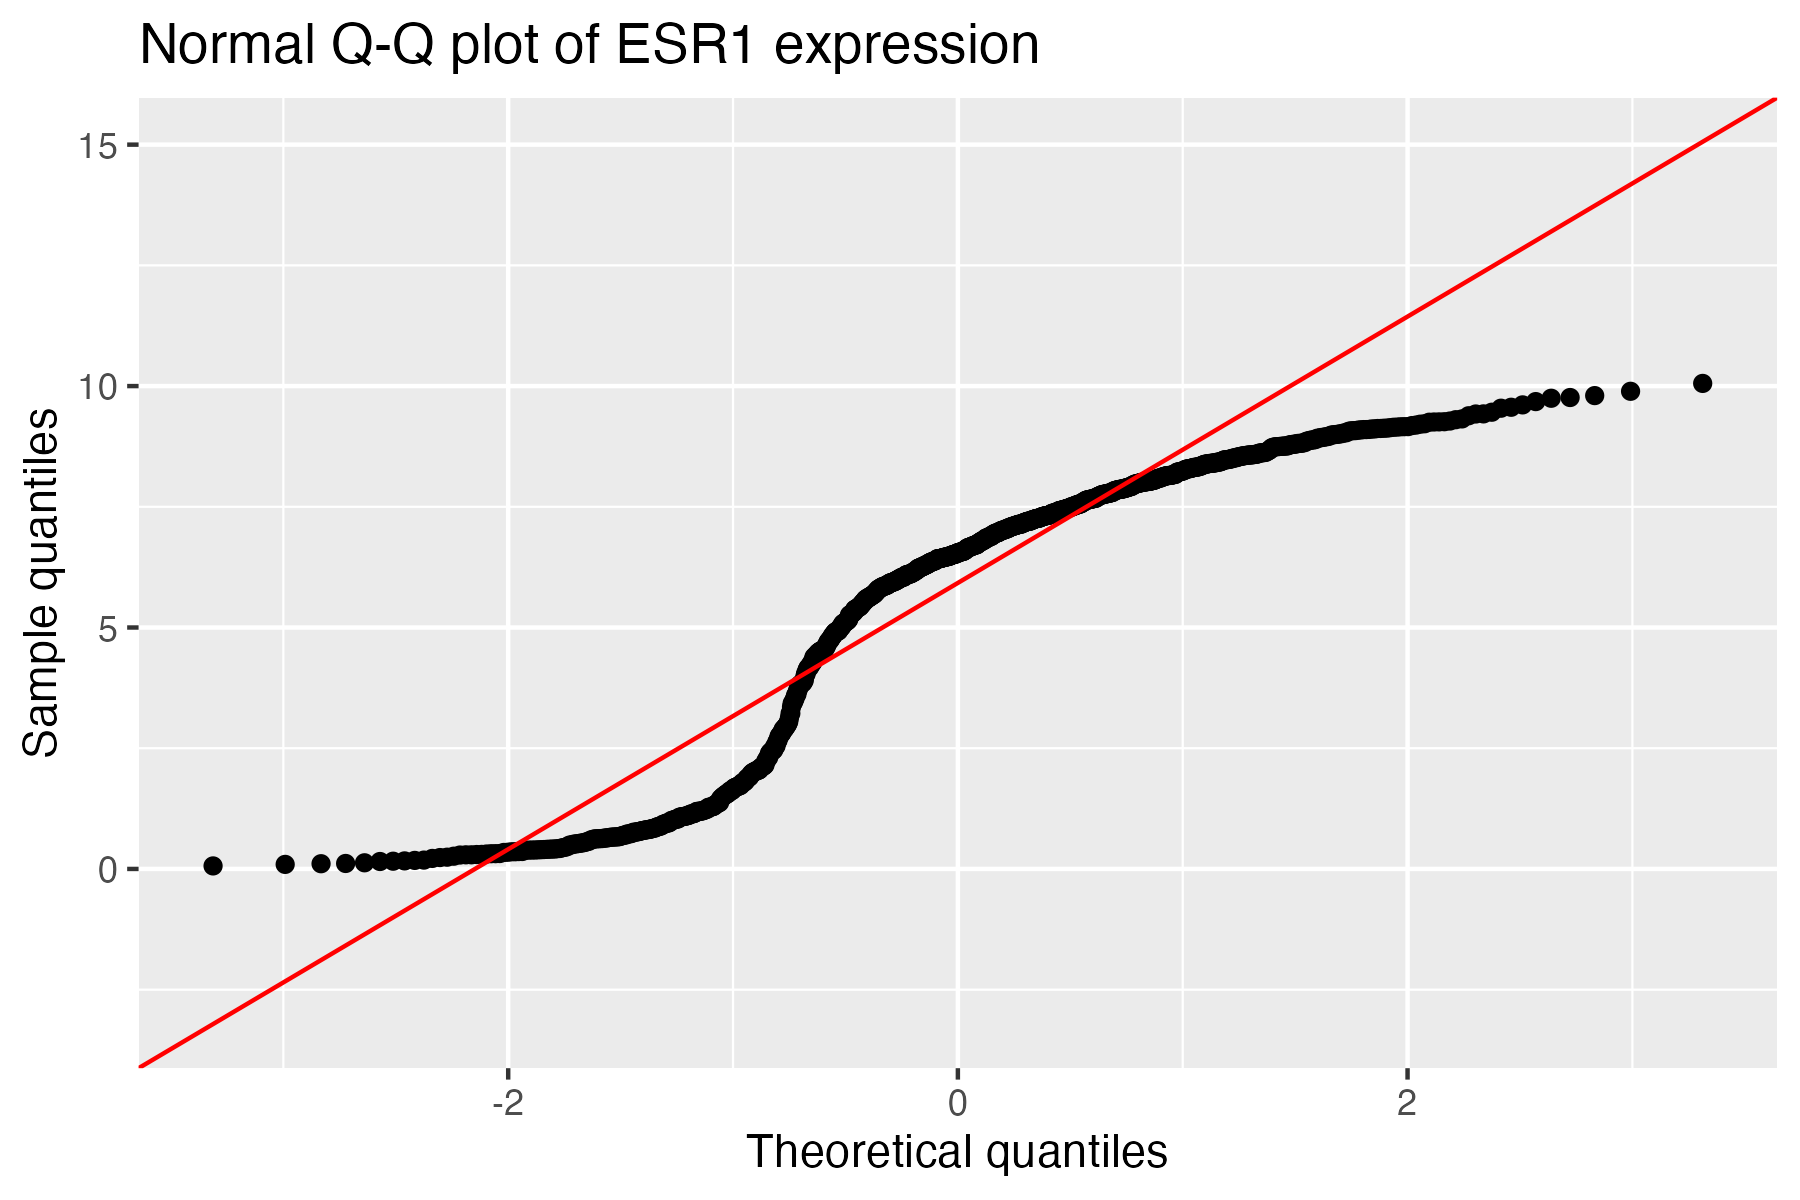 Normal Q-Q plot of ESR1 expression
15
10
5
0
Sample quantiles
-2
0
2
Theoretical quantiles